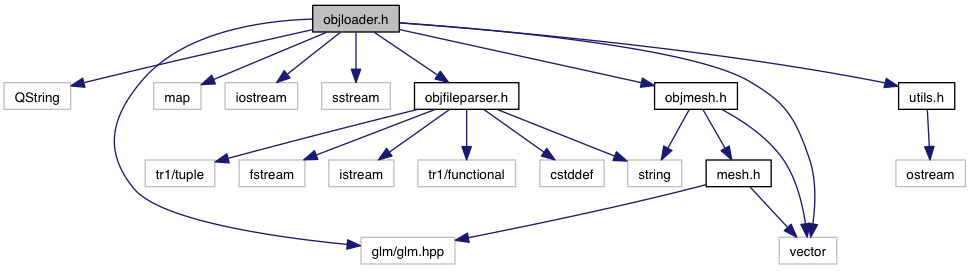 objloader.h
QString
map
iostream
sstream
objfileparser.h
objmesh.h
utils.h
tr1/tuple
fstream
istream
tr1/functional
cstddef
string
mesh.h
ostream
glm/glm.hpp
vector